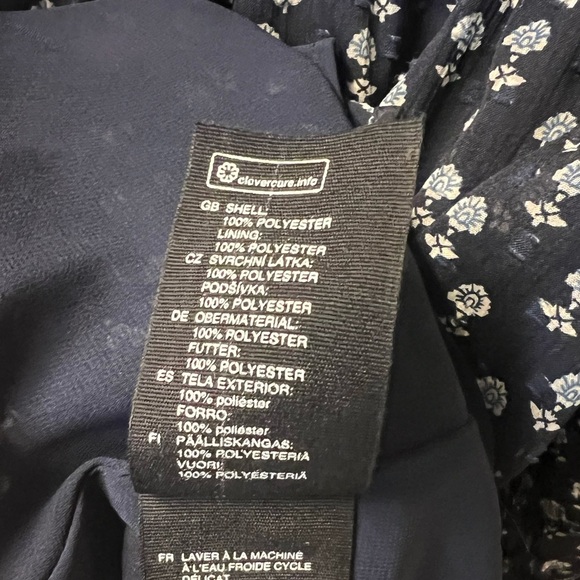 clevercare.info
GB SHELL:
100% POLYESTER
LINING:
100% POLYESTER
CZ SVRCHNÍ LÁTKA:
100% POLYESTER
PODŠÍVKA:
100% POLYESTER
DE OBERMATERIAL:
100% POLYESTER
FUTTER:
100% POLYESTER
ES TELA EXTERIOR:
100% poliéster
FORRO:
100% poliéster
FI PÄÄLLISKANGAS:
100% POLYESTERIA
VUORI:
100% POLYESTERIÄ
FR LAVER À LA MACHINE
À L'EAU FROIDE CYCLE
DÉLICAT